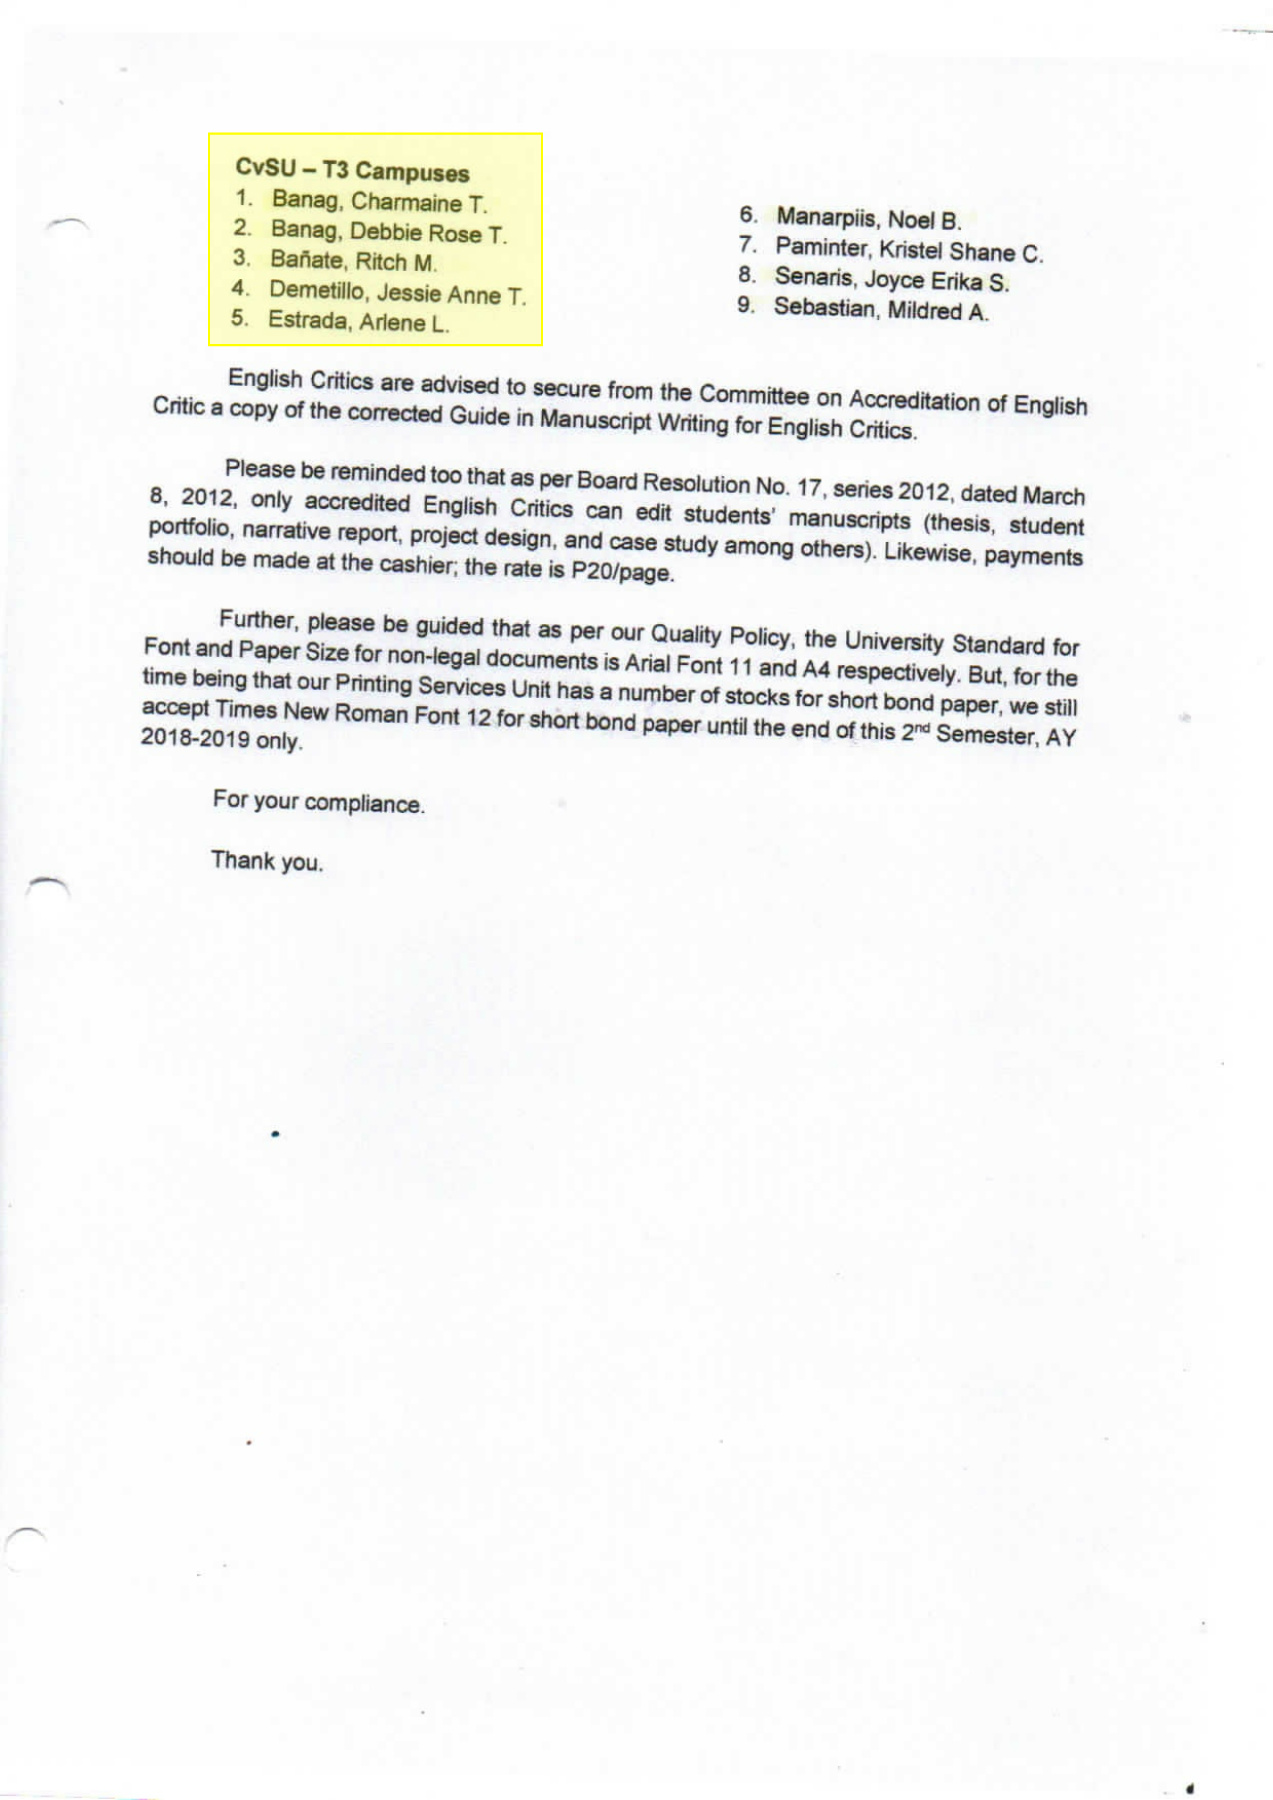 CvSU – T3 Campuses
1. Banag, Charmaine T.
2. Banag, Debbie Rose T.
3. Bañate, Ritch M.
4. Demetillo, Jessie Anne T.
5. Estrada, Arlene L.
6. Manarpiis, Noel B.
7. Paminter, Kristel Shane C.
8. Senaris, Joyce Erika S.
9. Sebastian, Mildred A.
English Critics are advised to secure from the Committee on Accreditation of English
Critic a copy of the corrected Guide in Manuscript Writing for English Critics.
Please be reminded too that as per Board Resolution No. 17, series 2012, dated March
8, 2012, only accredited English Critics can edit students' manuscripts (thesis, student
portfolio, narrative report, project design, and case study among others). Likewise, payments
should be made at the cashier; the rate is P20/page.
Further, please be guided that as per our Quality Policy, the University Standard for
Font and Paper Size for non-legal documents is Arial Font 11 and A4 respectively. But, for the
time being that our Printing Services Unit has a number of stocks for short bond paper, we still
accept Times New Roman Font 12 for short bond paper until the end of this 2nd Semester, AY
2018-2019 only.
For your compliance.
Thank you.